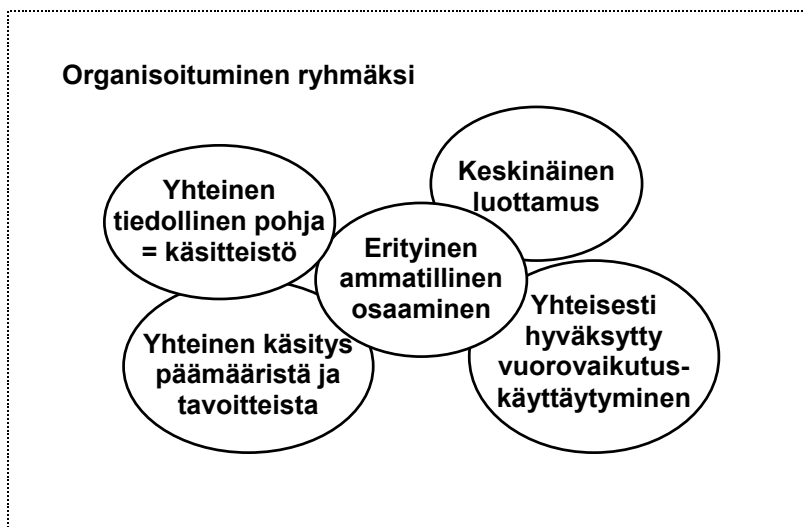 Organisoituminen ryhmäksi
Yhteinen
tiedollinen pohja
= käsitteistö
Keskinäinen
luottamus
Erityinen
ammatillinen
osaaminen
Yhteinen käsitys
päämääristä ja
tavoitteista
Yhteisesti
hyväksytty
vuorovaikutus-
käyttäytyminen